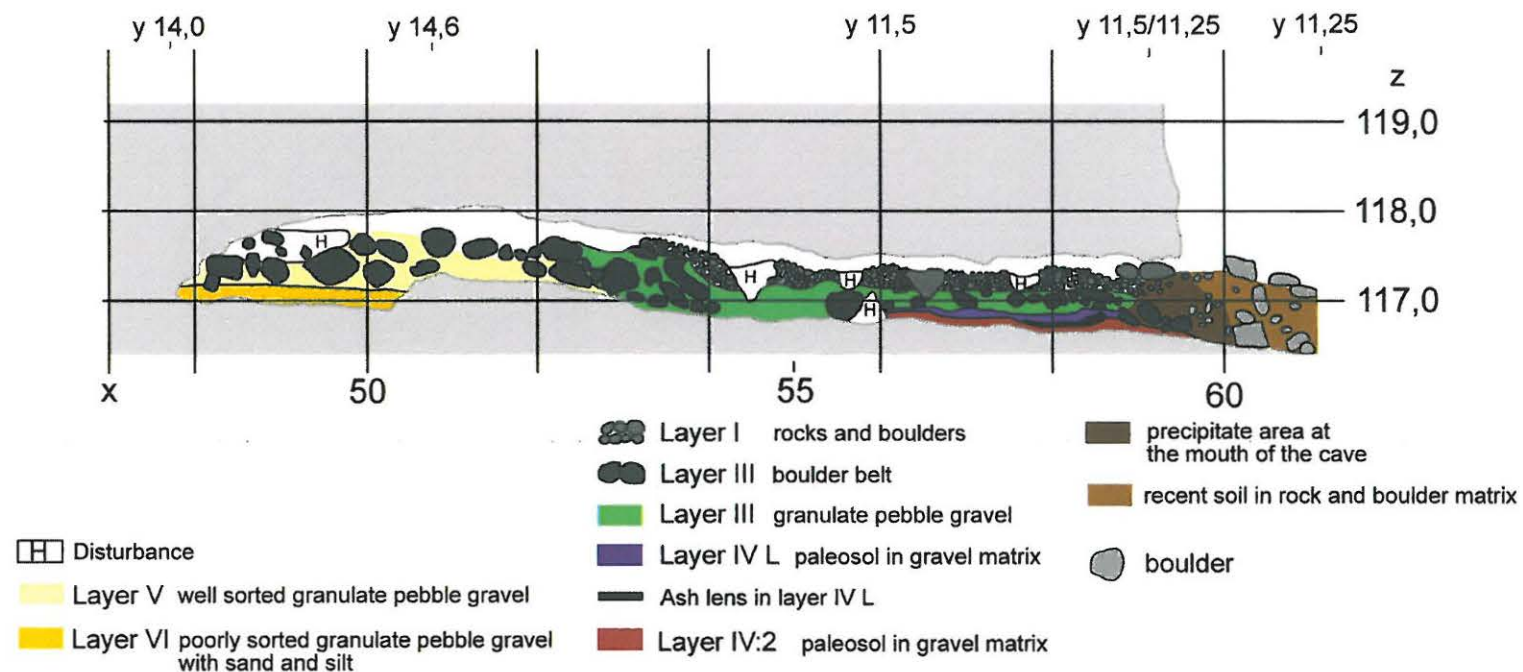 y 14,0 y 14,6 y 11,5 y 11,5/11,25 y 11,25
z
119,0
118,0
117,0
H
H
H
H
H
x 50 55 60
Layer I rocks and boulders
Layer III boulder belt
Layer III granulate pebble gravel
Layer IV L paleosol in gravel matrix
Ash lens in layer IV L
Layer IV:2 paleosol in gravel matrix
precipitate area at
the mouth of the cave
recent soil in rock and boulder matrix
boulder
H Disturbance
Layer V well sorted granulate pebble gravel
Layer VI poorly sorted granulate pebble gravel
with sand and silt